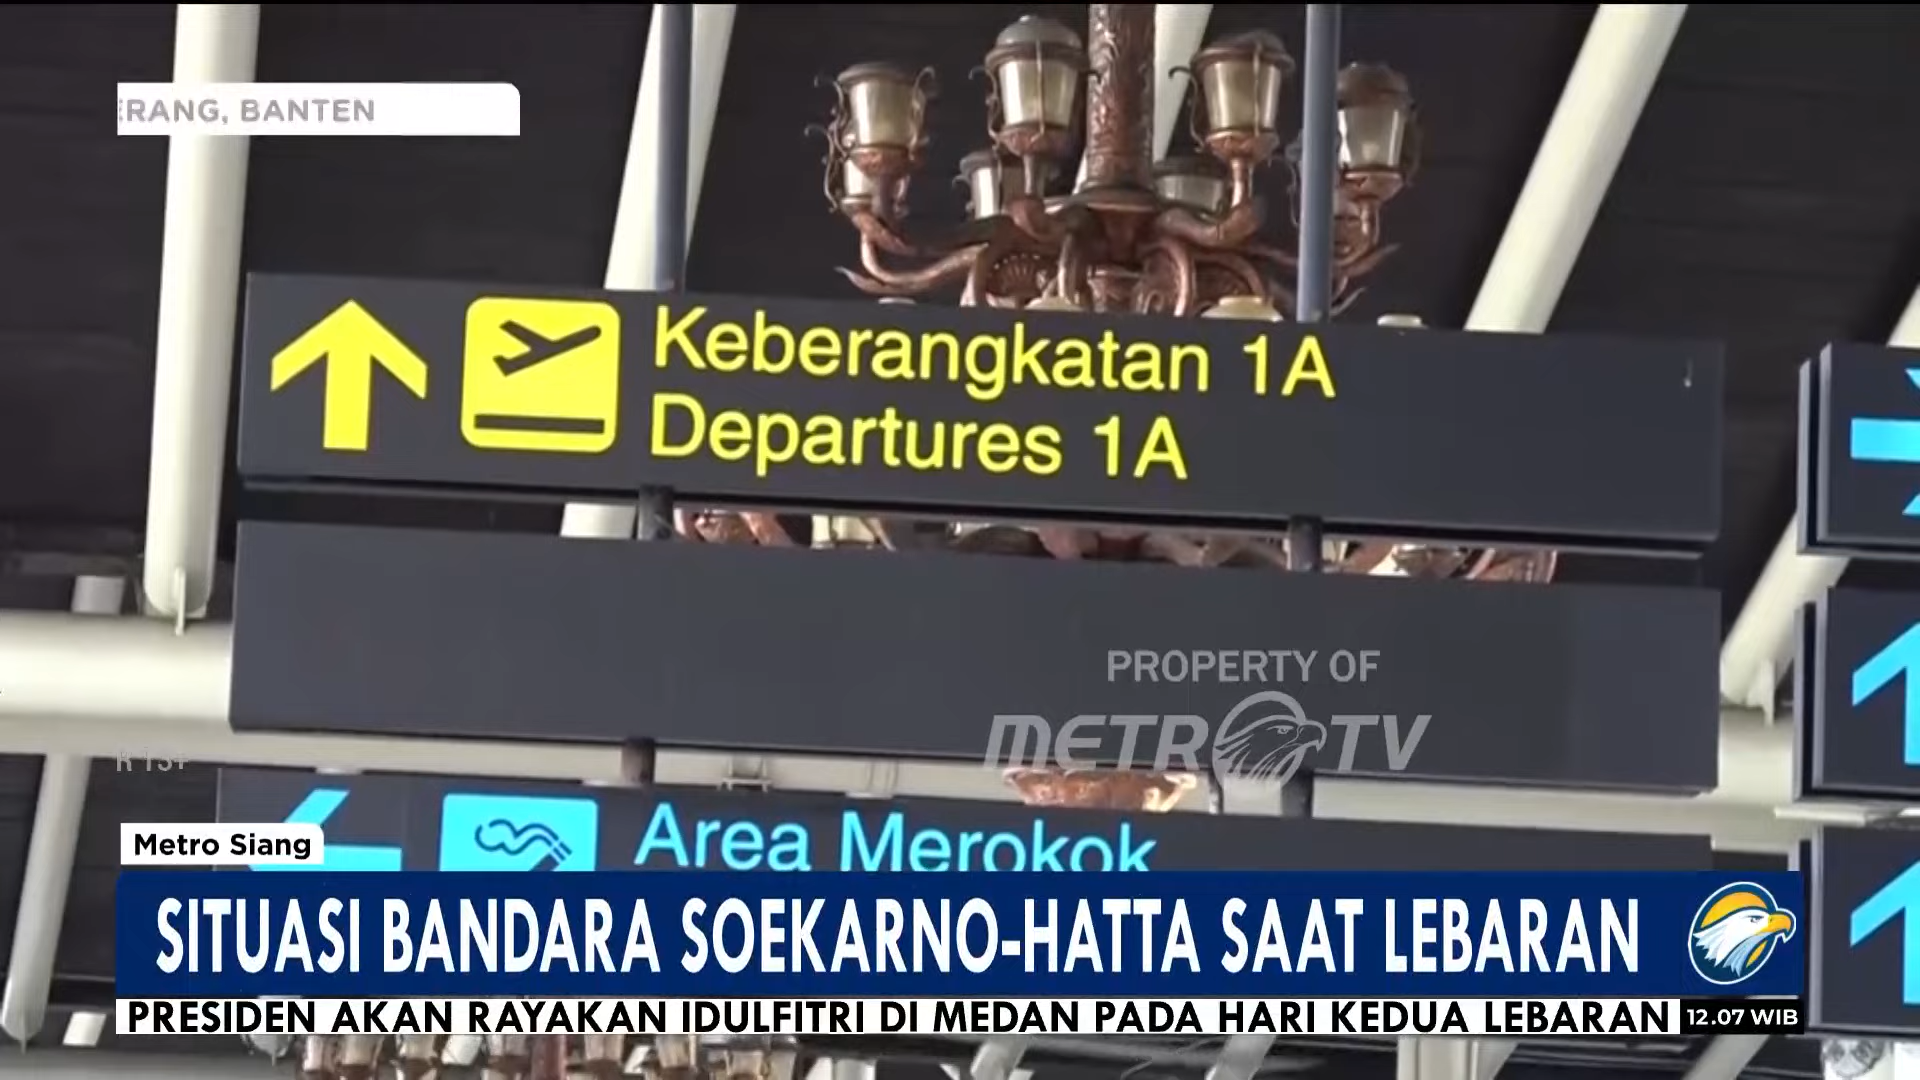 ERANG, BANTEN
Keberangkatan 1A
Departures 1A
PROPERTY OF
METRO TV
R 13+
Area Merokok
Metro Siang
SITUASI BANDARA SOEKARNO-HATTA SAAT LEBARAN
PRESIDEN AKAN RAYAKAN IDULFITRI DI MEDAN PADA HARI KEDUA LEBARAN
12.07 WIB